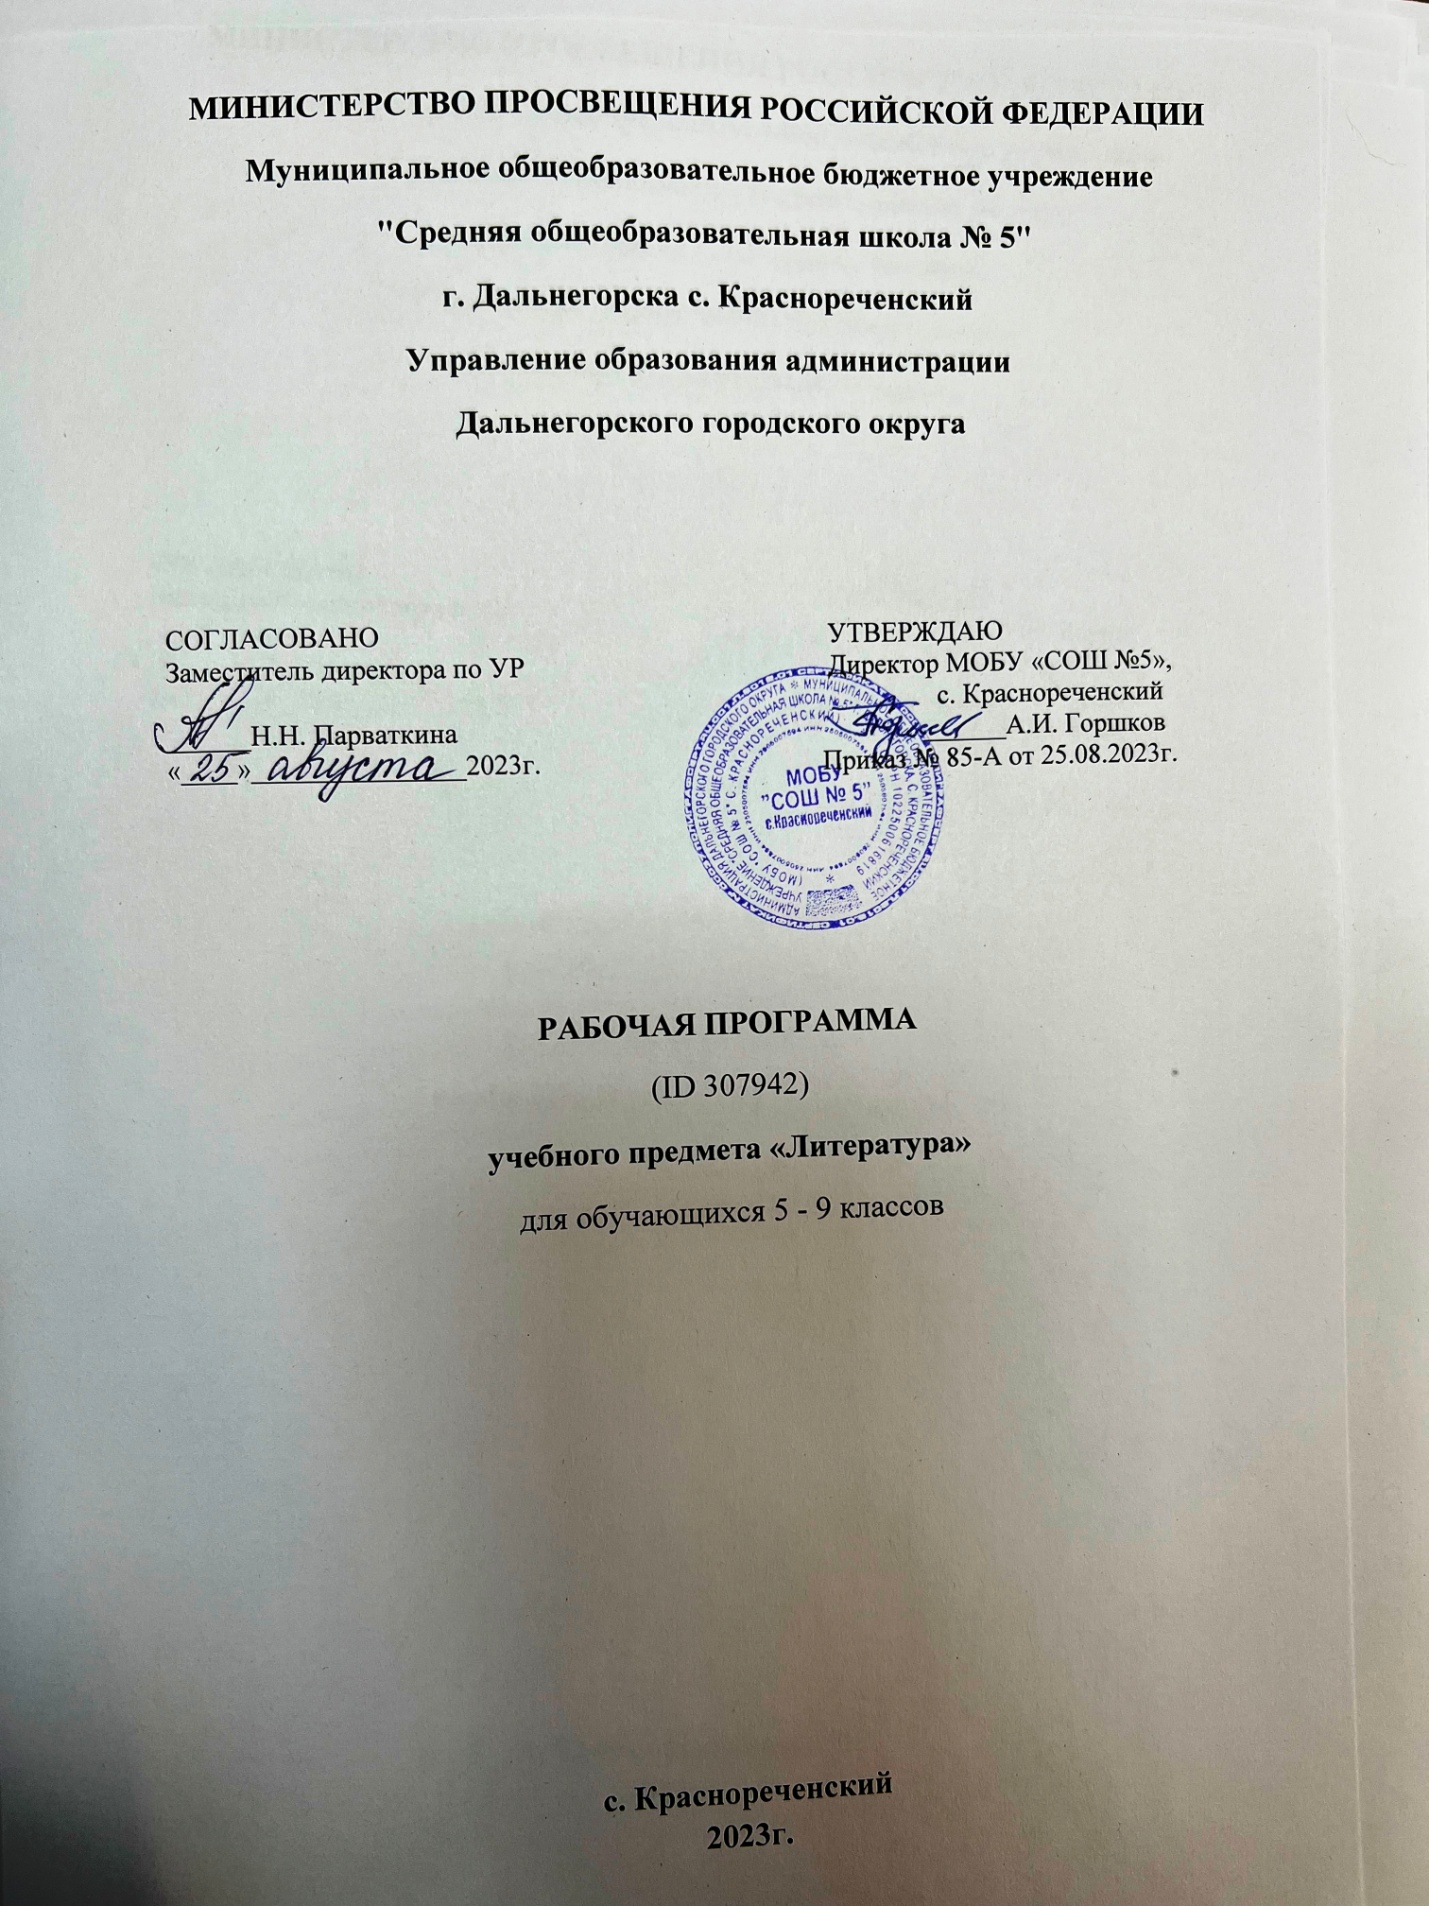 МИНИСТЕРСТВО ПРОСВЕЩЕНИЯ РОССИЙСКОЙ ФЕДЕРАЦИИ
Муниципальное общеобразовательное бюджетное учреждение
"Средняя общеобразовательная школа № 5"
г. Дальнегорска с. Краснореченский
Управление образования администрации
Дальнегорского городского округа
СОГЛАСОВАНО
Заместитель директора по УР
Н.Н. Парваткина
« 25 » августа 2023г.
УТВЕРЖДАЮ
Директор МОБУ «СОШ №5»,
с. Краснореченский
А.И. Горшков
Приказ № 85-А от 25.08.2023г.
МОБУ
"СОШ № 5"
с.Краснореченский
РАБОЧАЯ ПРОГРАММА
(ID 307942)
учебного предмета «Литература»
для обучающихся 5 - 9 классов
с. Краснореченский
2023г.